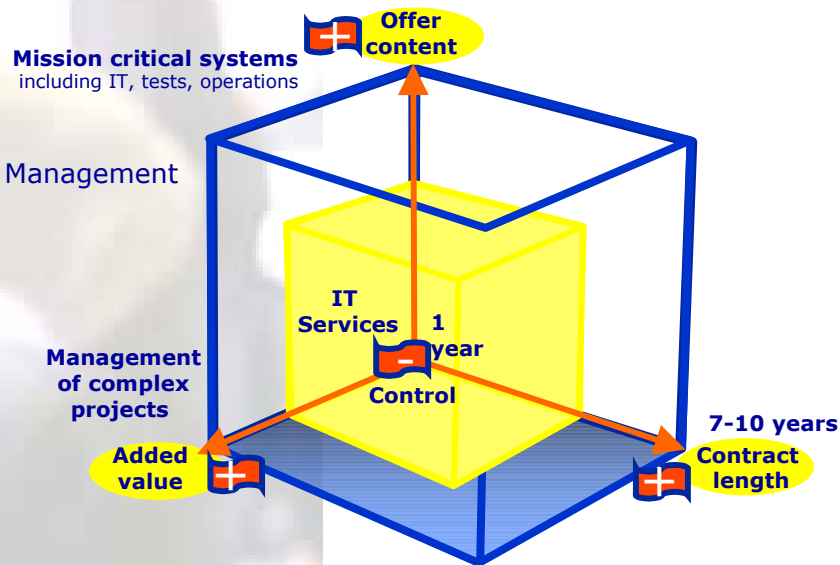 Offer
content
Mission critical systems
including IT, tests, operations
Management
IT
Services
1
year
Control
Management
of complex
projects
7-10 years
Added
value
Contract
length